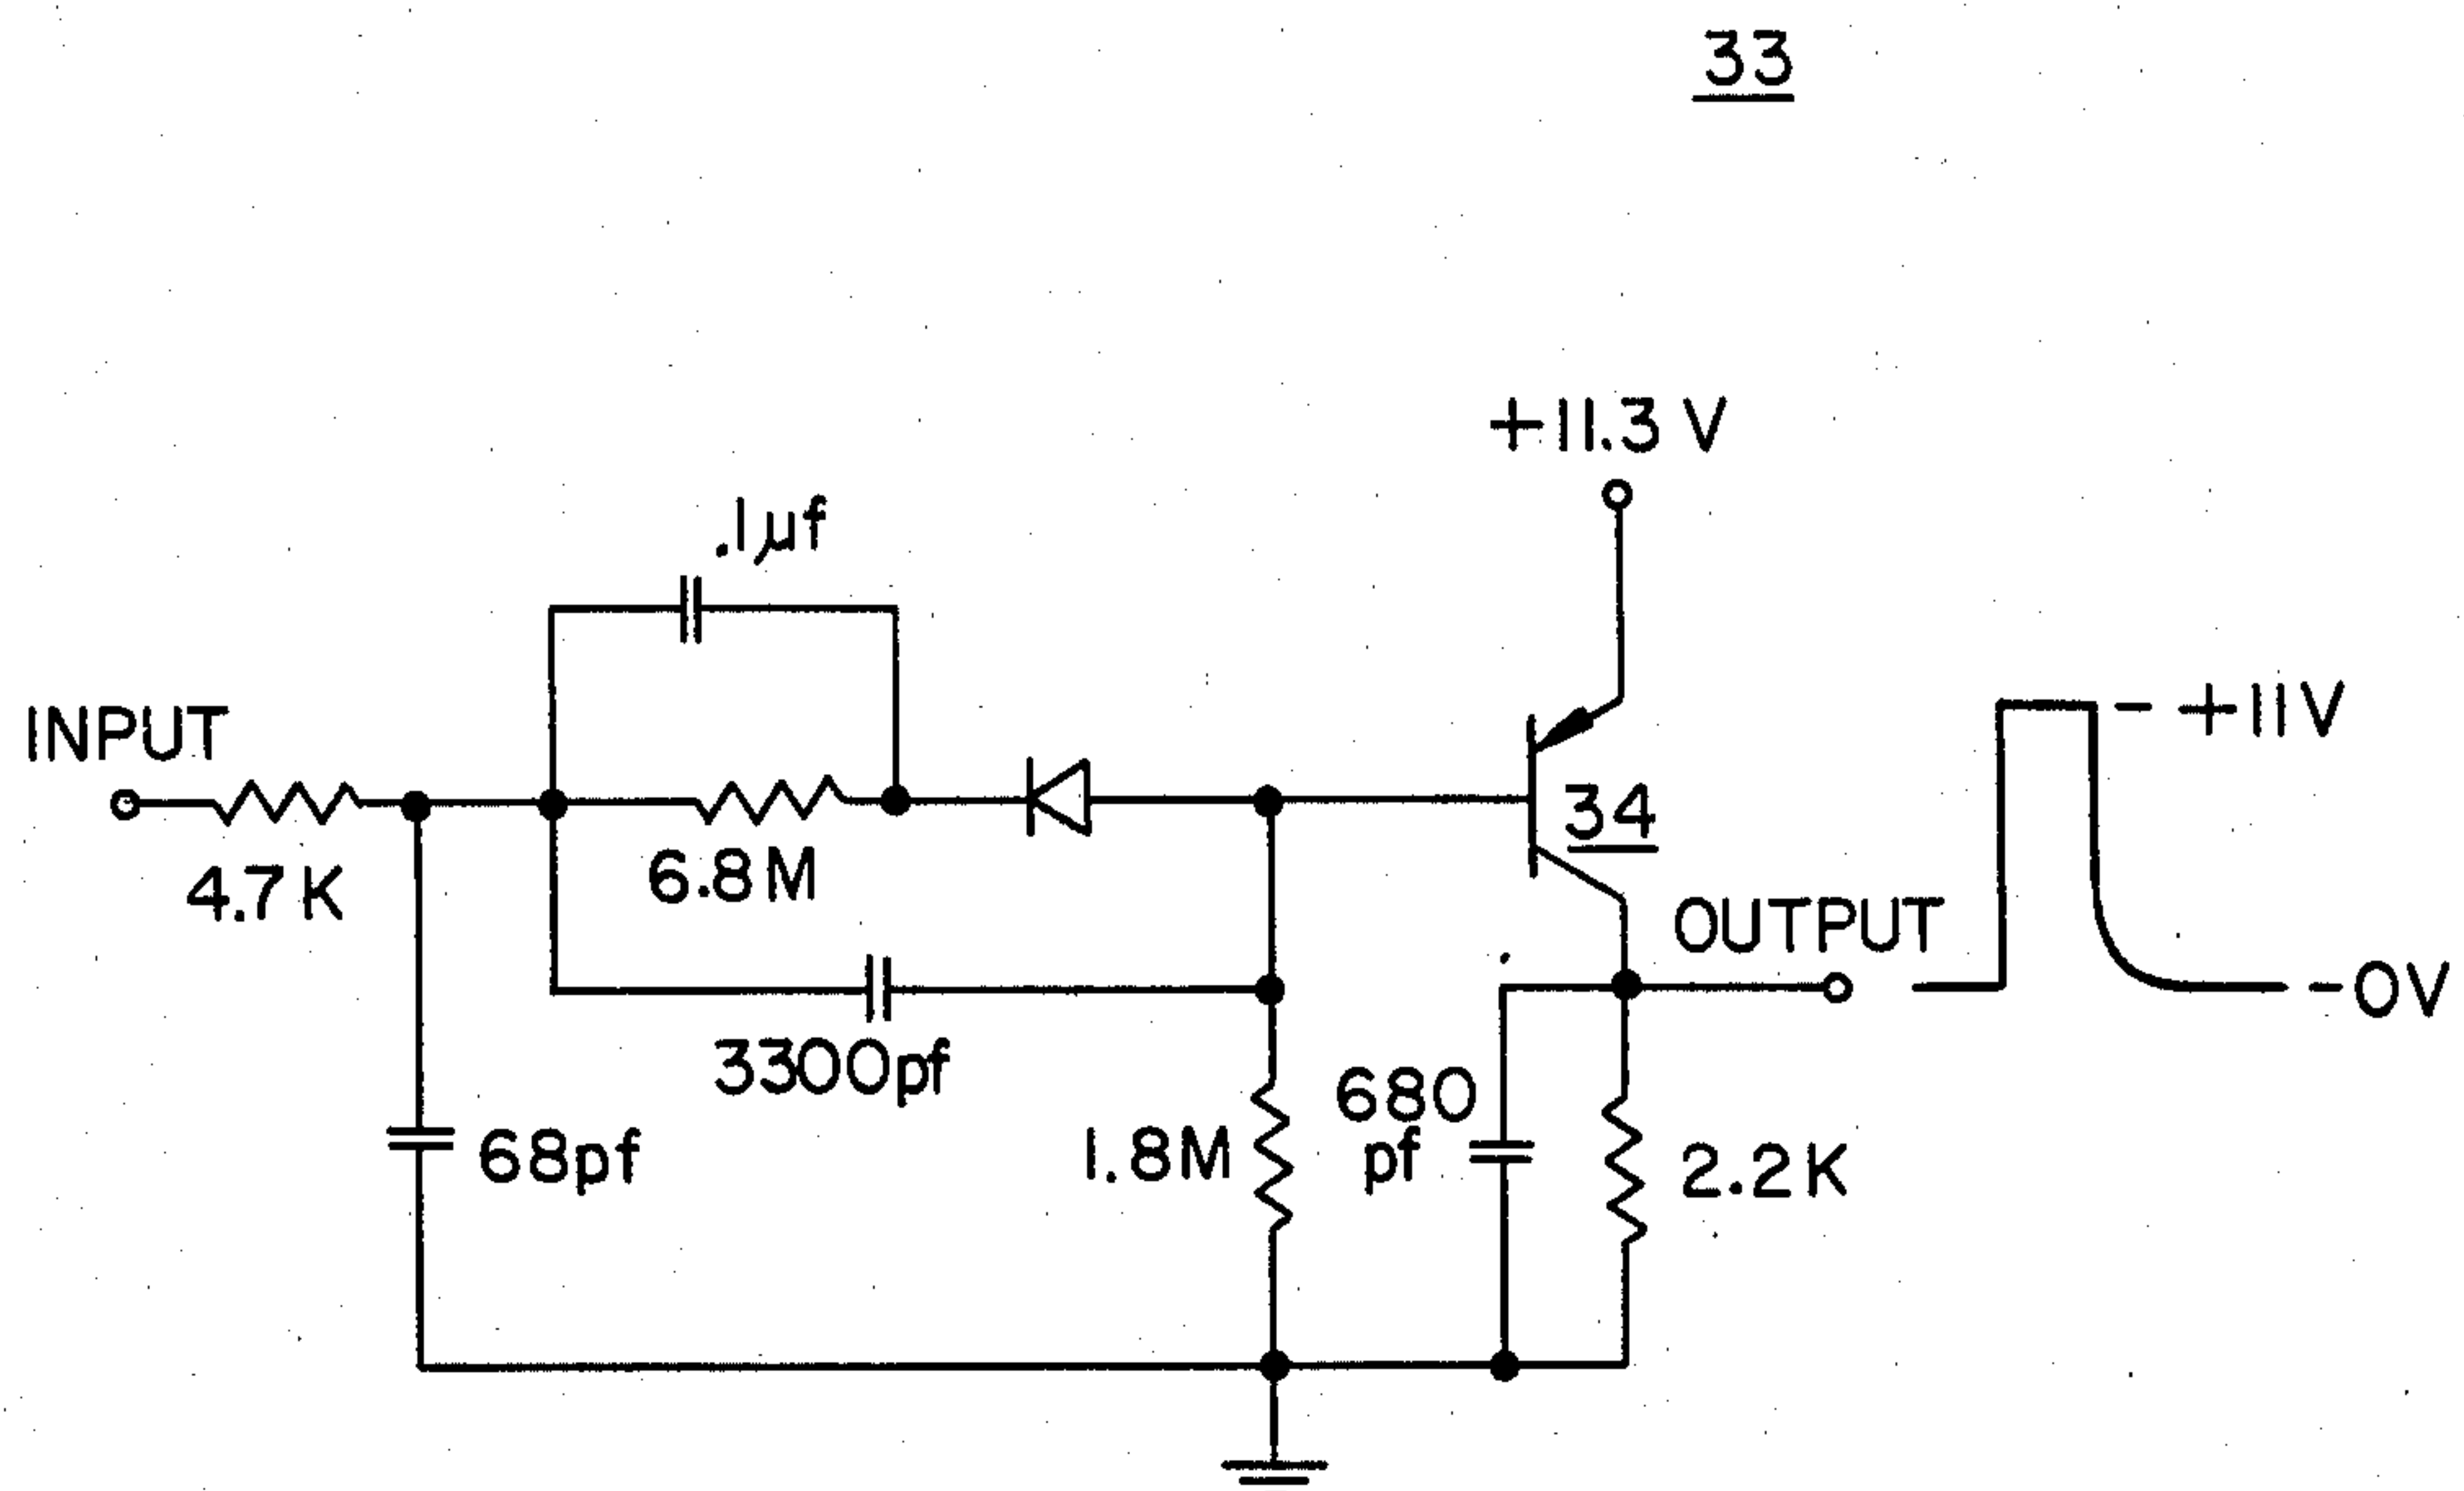 33
+11.3 V
.1µf
INPUT
4.7K
6.8M
34
OUTPUT
-+11V
-0V
3300pf
68pf
1.8M
680
pf
2.2K